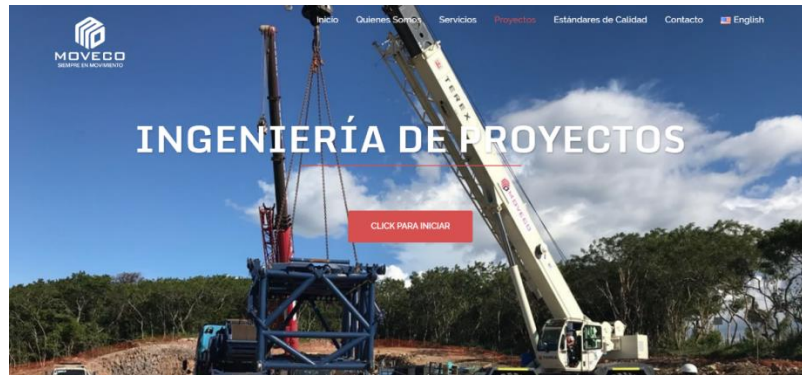 MOVECO
SIEMPRE EN MOVIMIENTO
Inicio Quienes Somos Servicios Proyectos Estándares de Calidad Contacto English
INGENIERÍA DE PROYECTOS
CLICK PARA INICIAR
TEREX
MOVECO